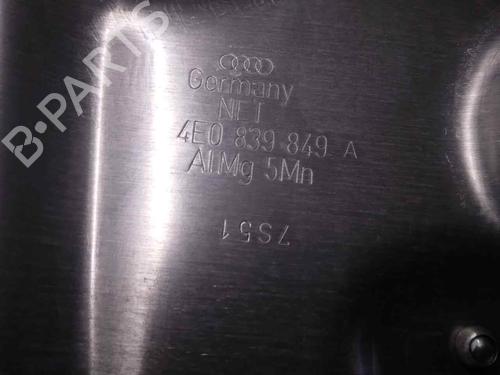 B-PARTS
Germany
NET
4E0 839 849 A
AlMg 5Mn
7S51